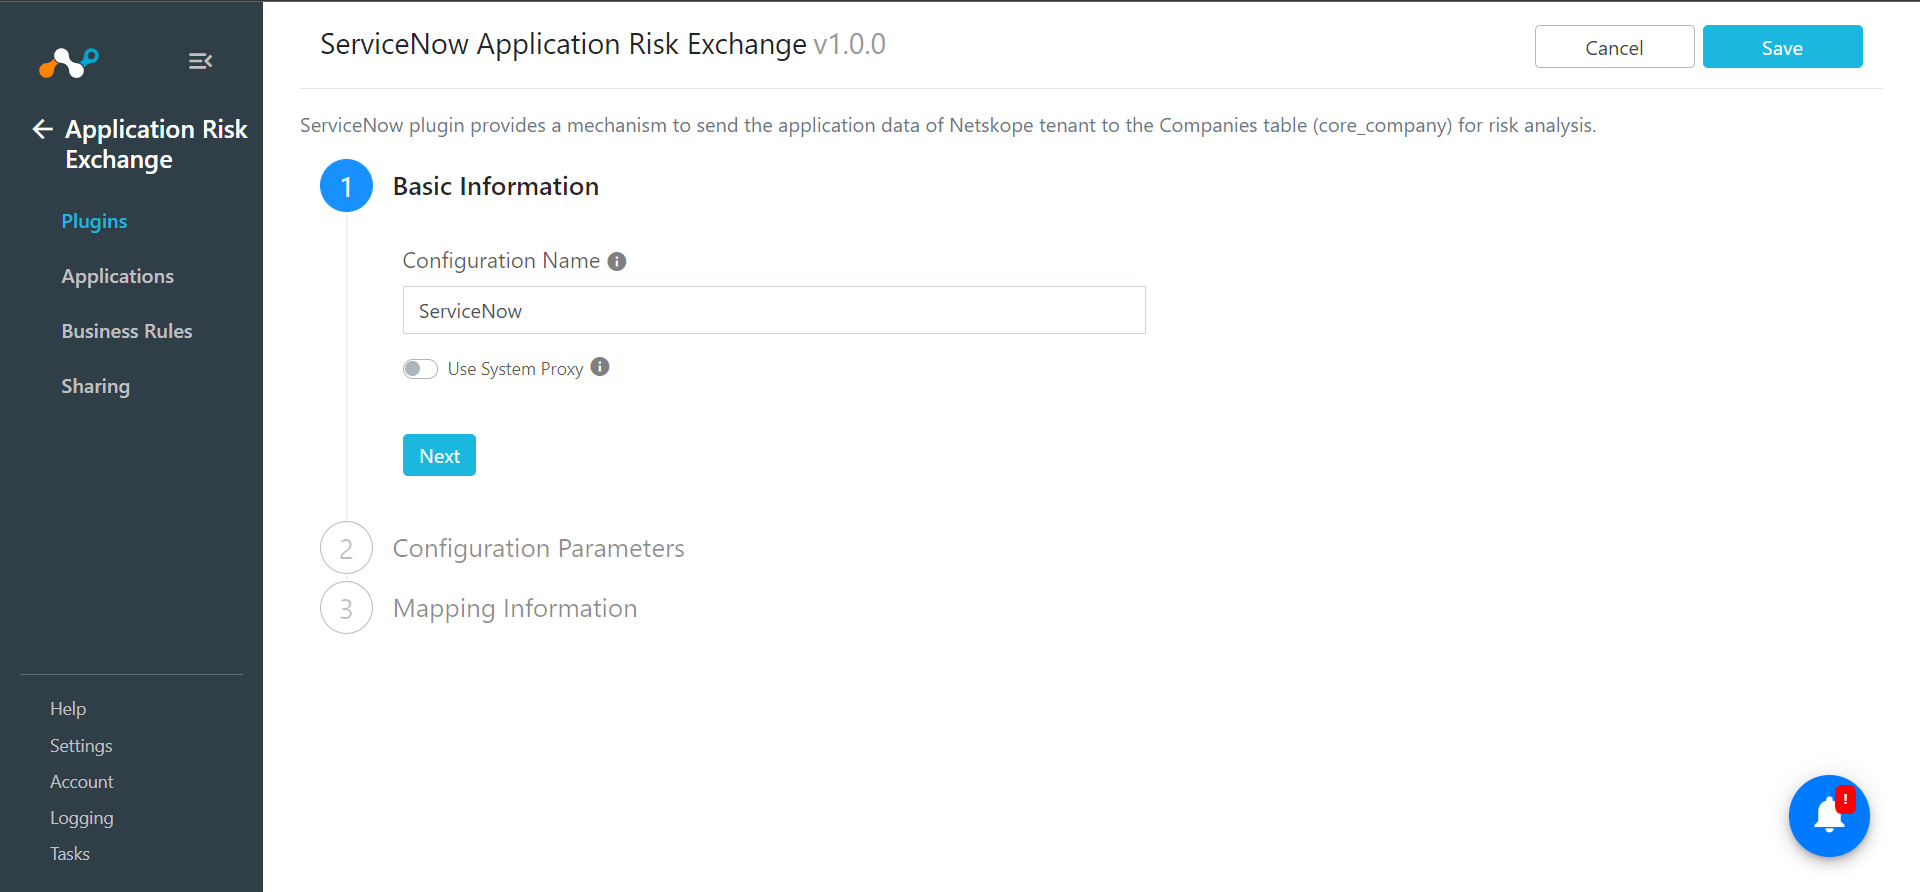 Application Risk
Exchange
Plugins
Applications
Business Rules
Sharing
Help
Settings
Account
Logging
Tasks
ServiceNow Application Risk Exchange v1.0.0
Cancel
Save
ServiceNow plugin provides a mechanism to send the application data of Netskope tenant to the Companies table (core_company) for risk analysis.
1 Basic Information
Configuration Name
ServiceNow
Use System Proxy
Next
2 Configuration Parameters
3 Mapping Information
!